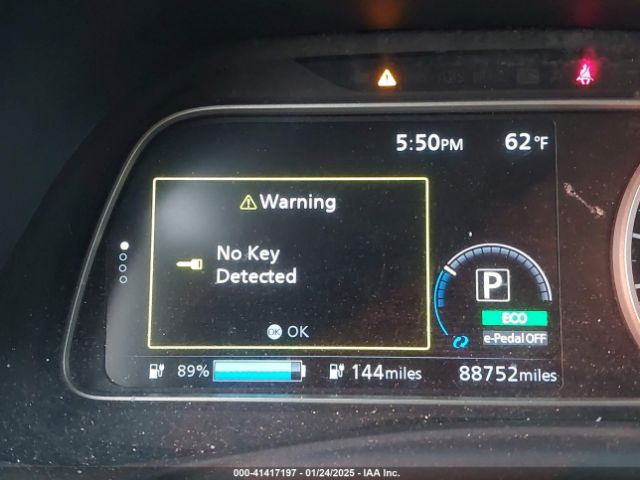 5:50PM 62°F
Warning
No Key
Detected
OK OK
P
ECO
e-Pedal OFF
89% 144miles 88752miles
000-41417197 - 01/24/2025 - IAA Inc.